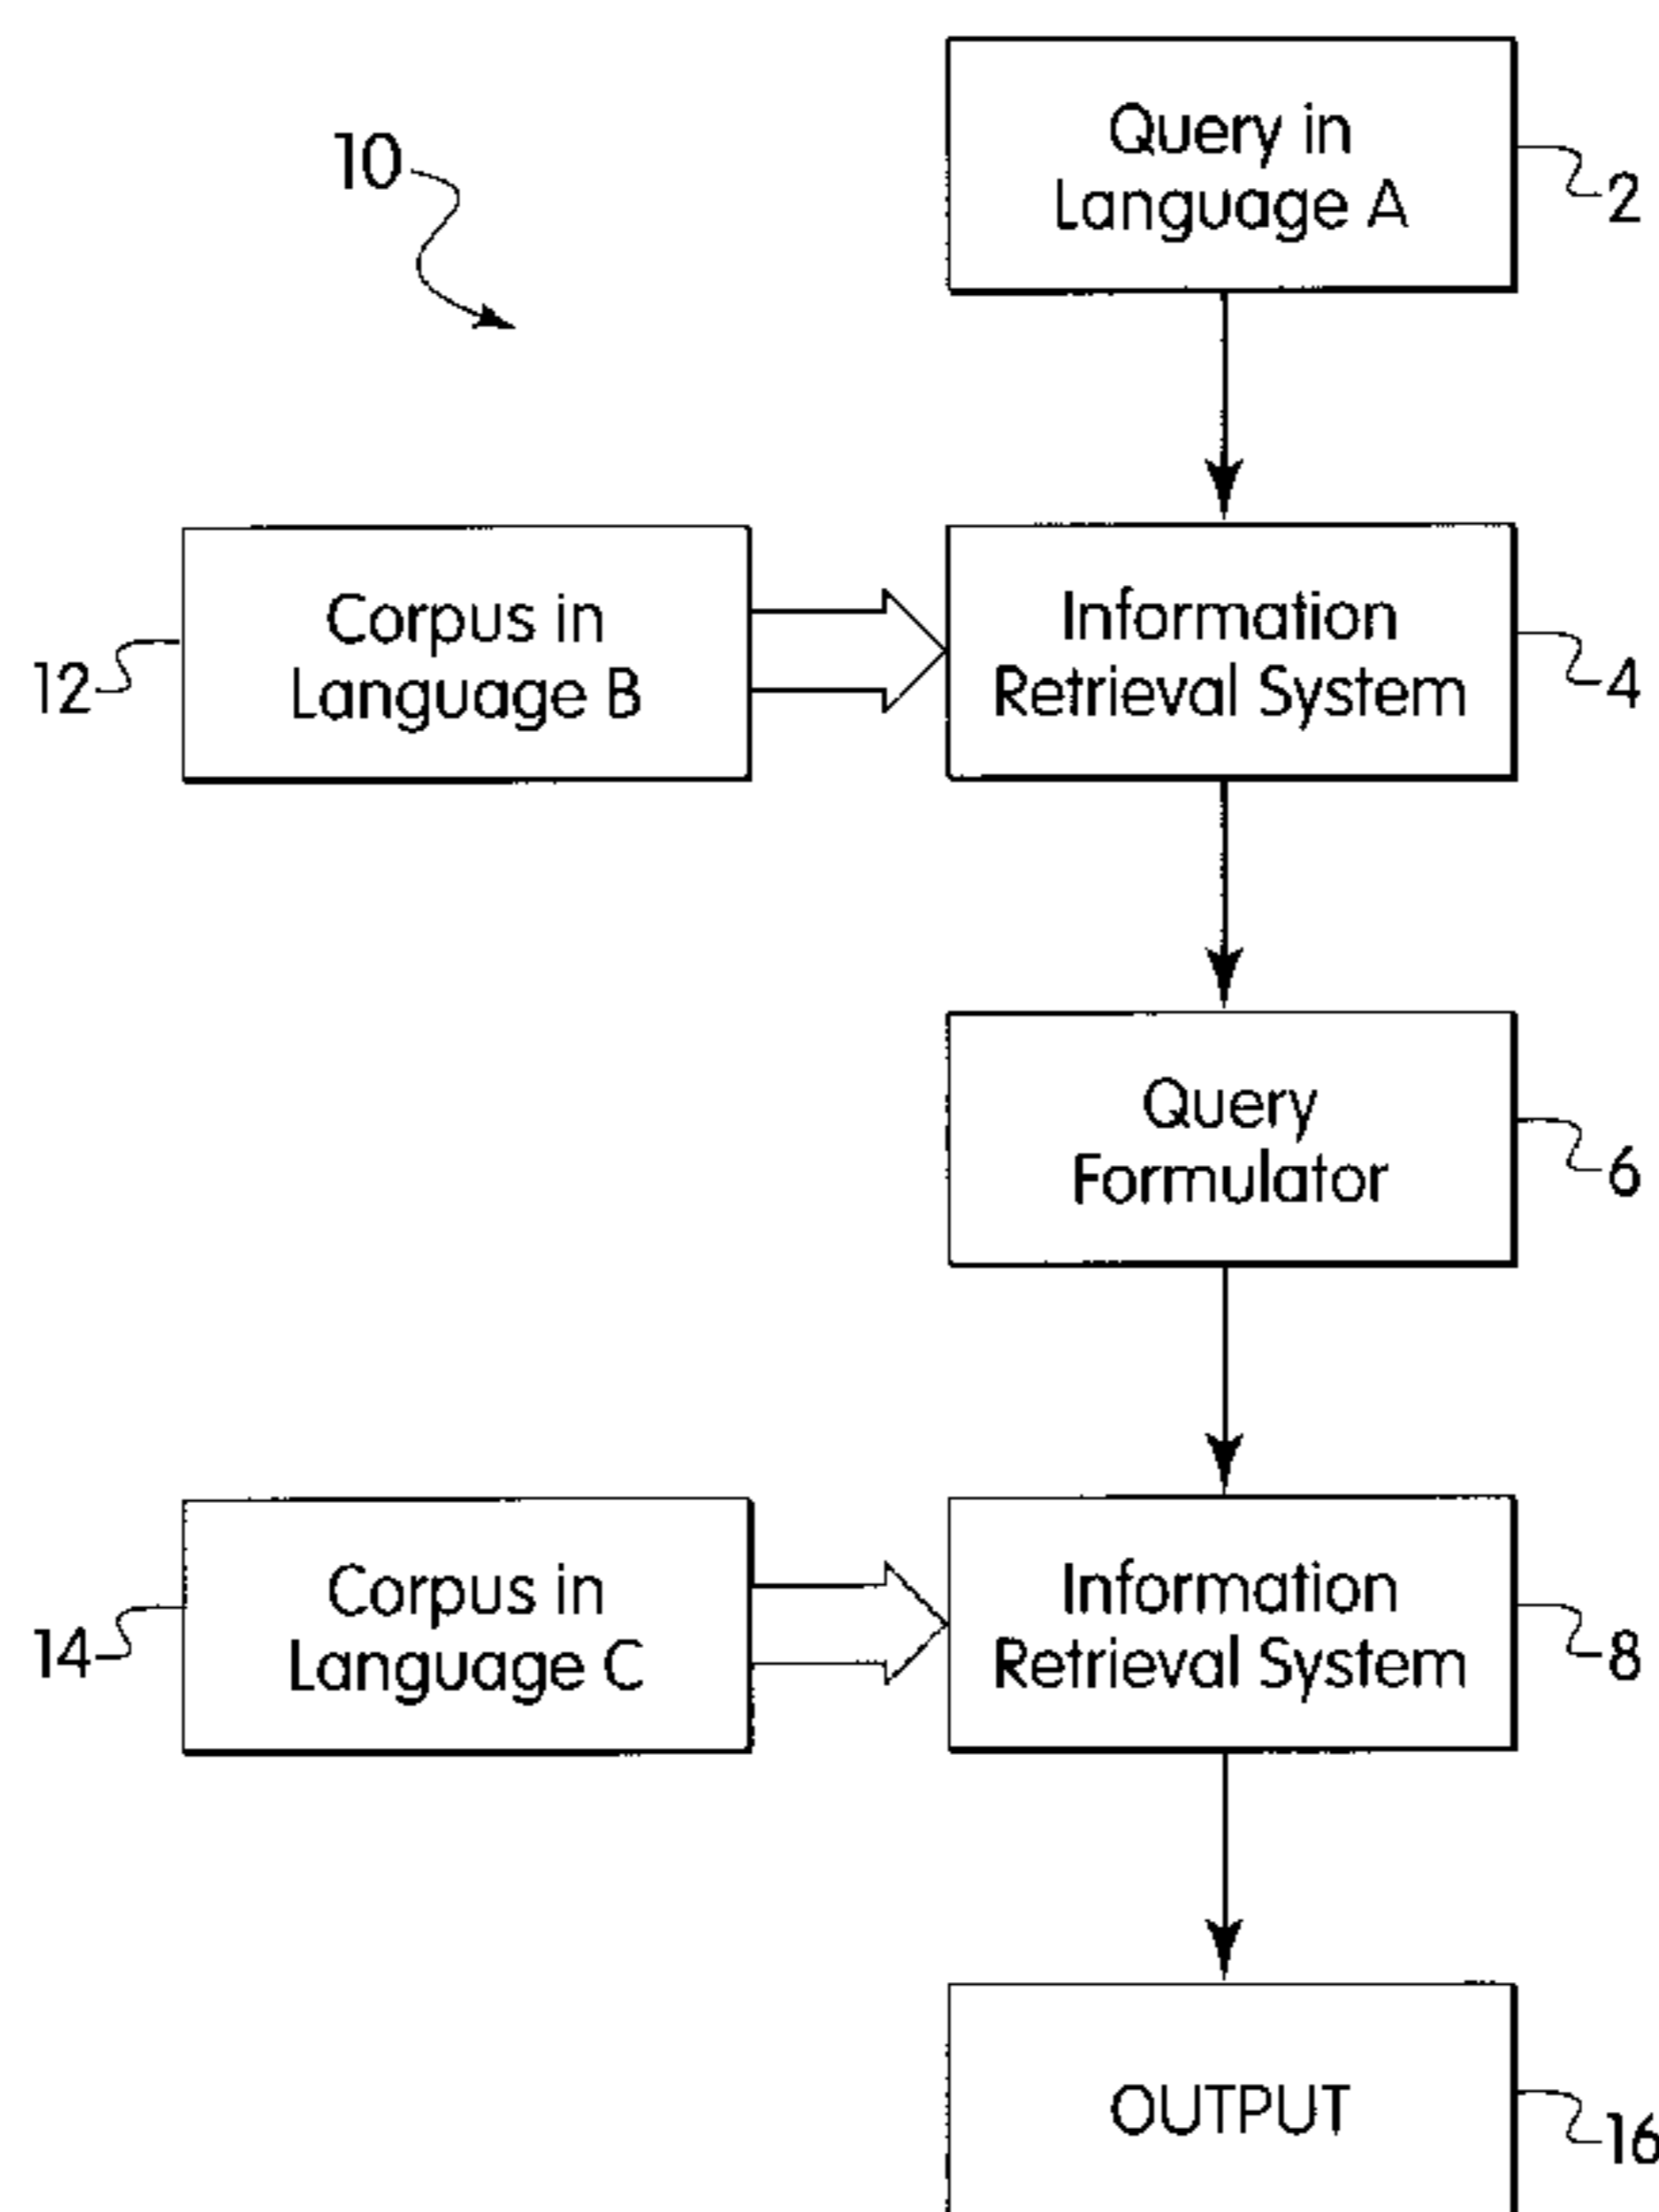 Query in
Language A
2
10
Corpus in
Language B
12
Information
Retrieval System
4
Query
Formulator
6
Corpus in
Language C
14
Information
Retrieval System
8
OUTPUT
16